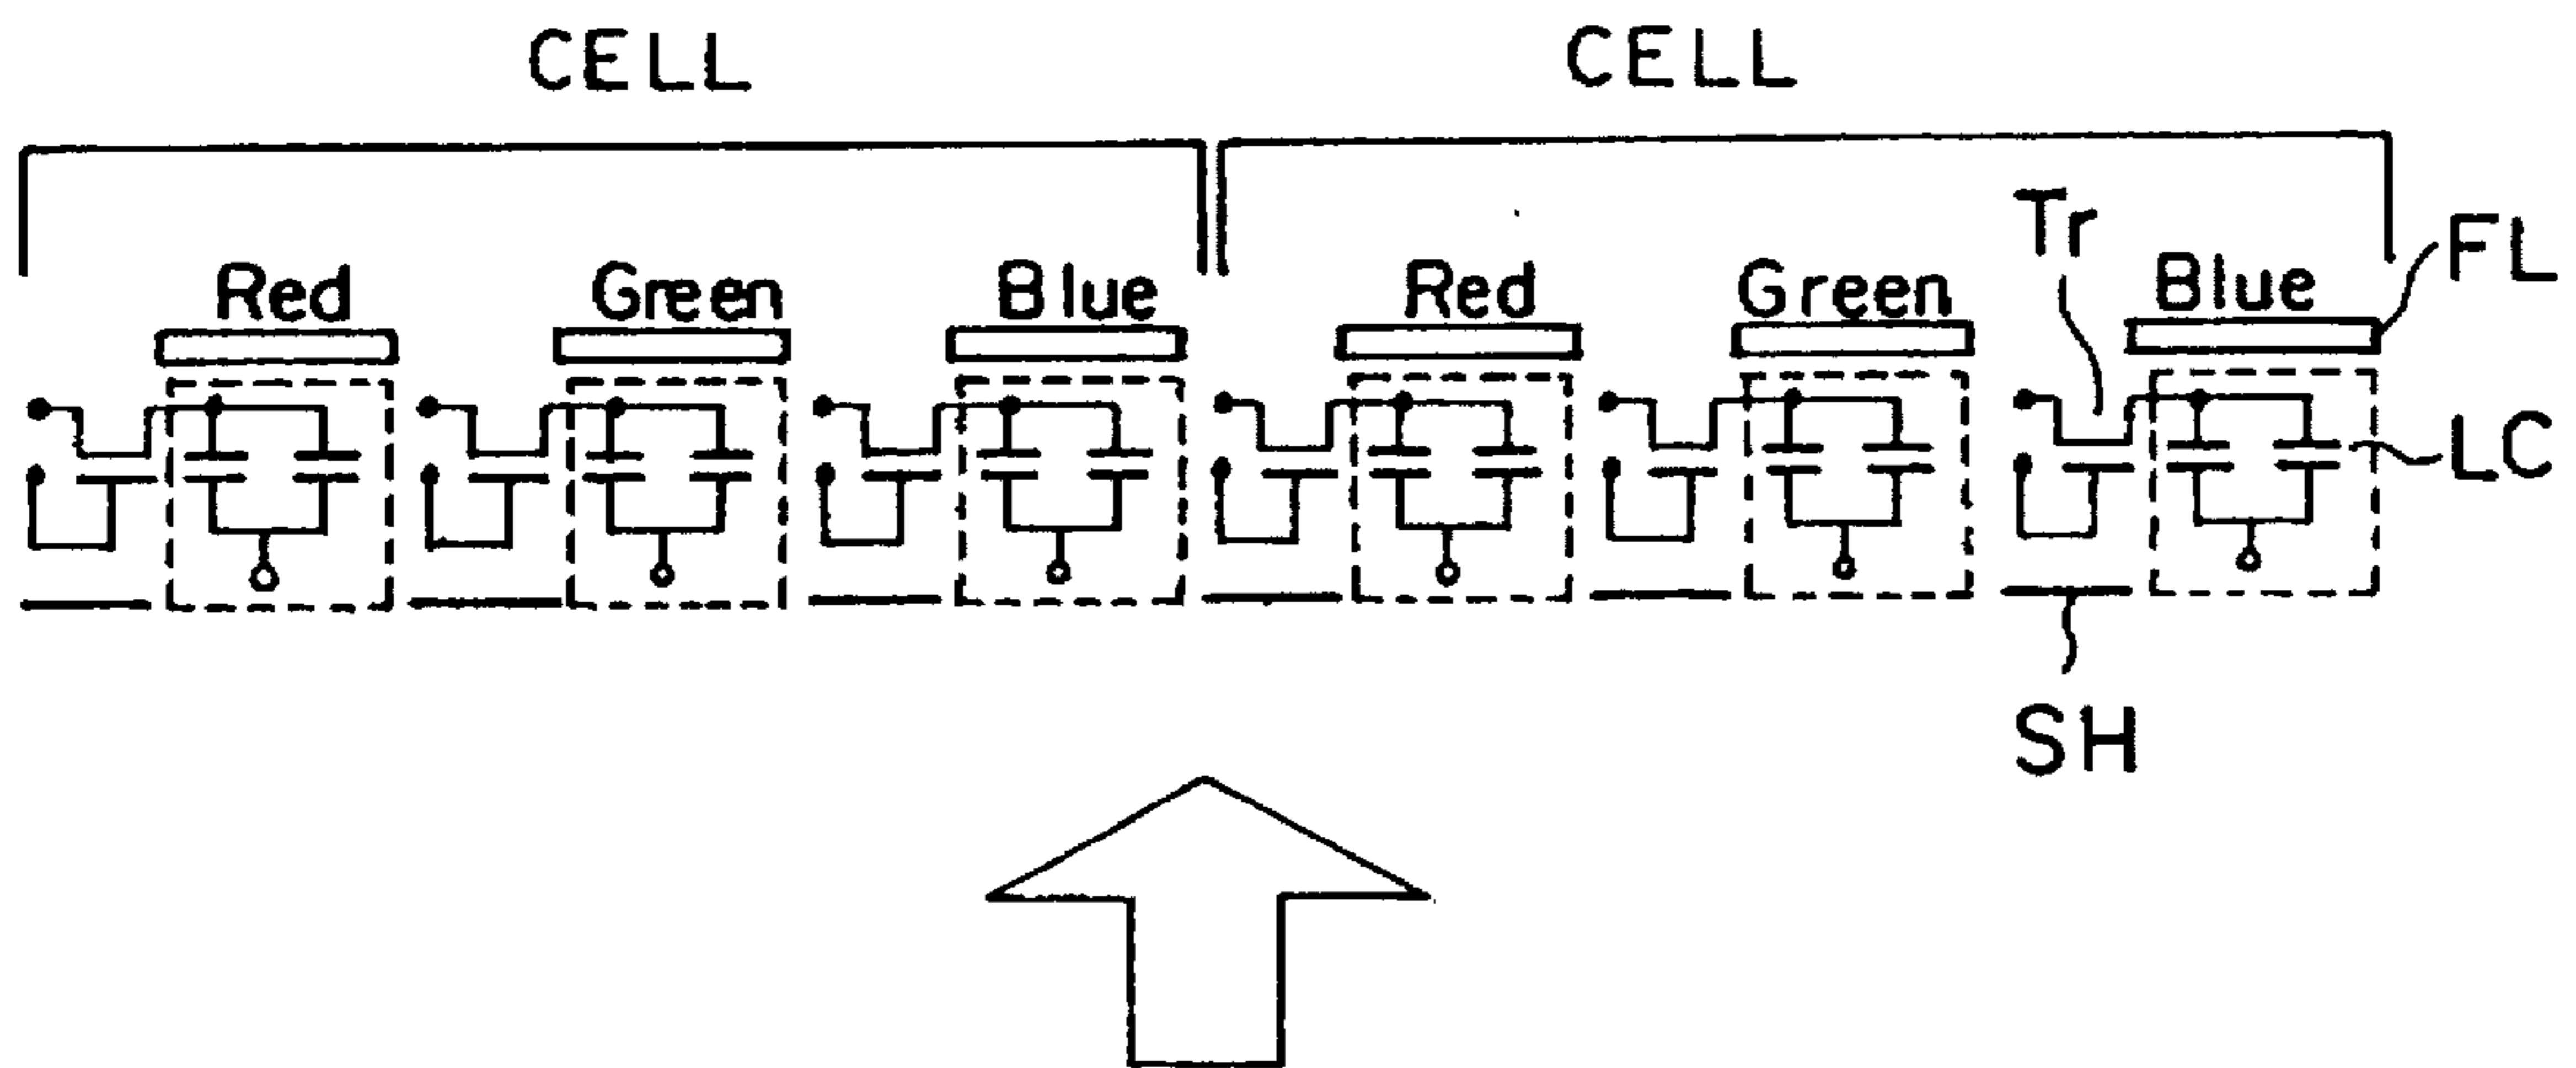 CELL CELL
Tr FL
Red Green Blue Red Green Blue
LC
SH